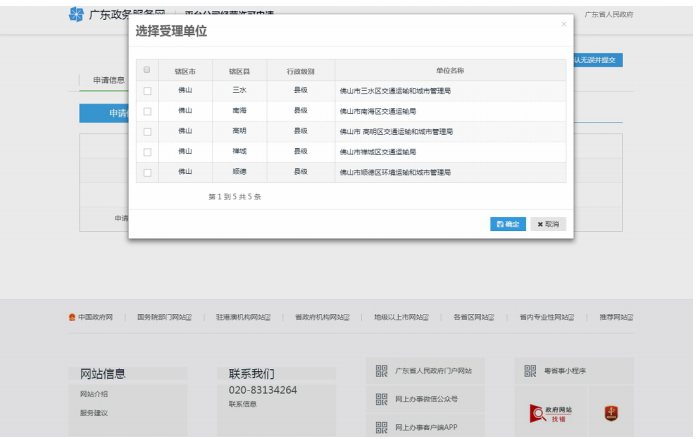 广东政务服务网
平台公司经营许可申请
广东省人民政府
选择受理单位
×
认无误并提交
申请信息
申请
辖区市 辖区县 行政级别 单位名称
佛山 三水 县级 佛山市三水区交通运输和城市管理局
佛山 南海 县级 佛山市南海区交通运输局
佛山 高明 县级 佛山市 高明区交通运输和城市管理局
佛山 禅城 县级 佛山市禅城区交通运输局
佛山 顺德 县级 佛山市顺德区环境运输和城市管理局
第 1 到 5 共 5 条
申请
确定 取消
中国政府网 国务院部门网站 驻港澳机构网站 省政府机构网站 地级以上市网站 各省区网站 省内专业性网站 推荐网站
网站信息
网站介绍
服务建议
联系我们
020-83134264
联系信息
广东省人民政府门户网站
网上办事微信公众号
网上办事客户端APP
粤省事小程序
政府网站
找错